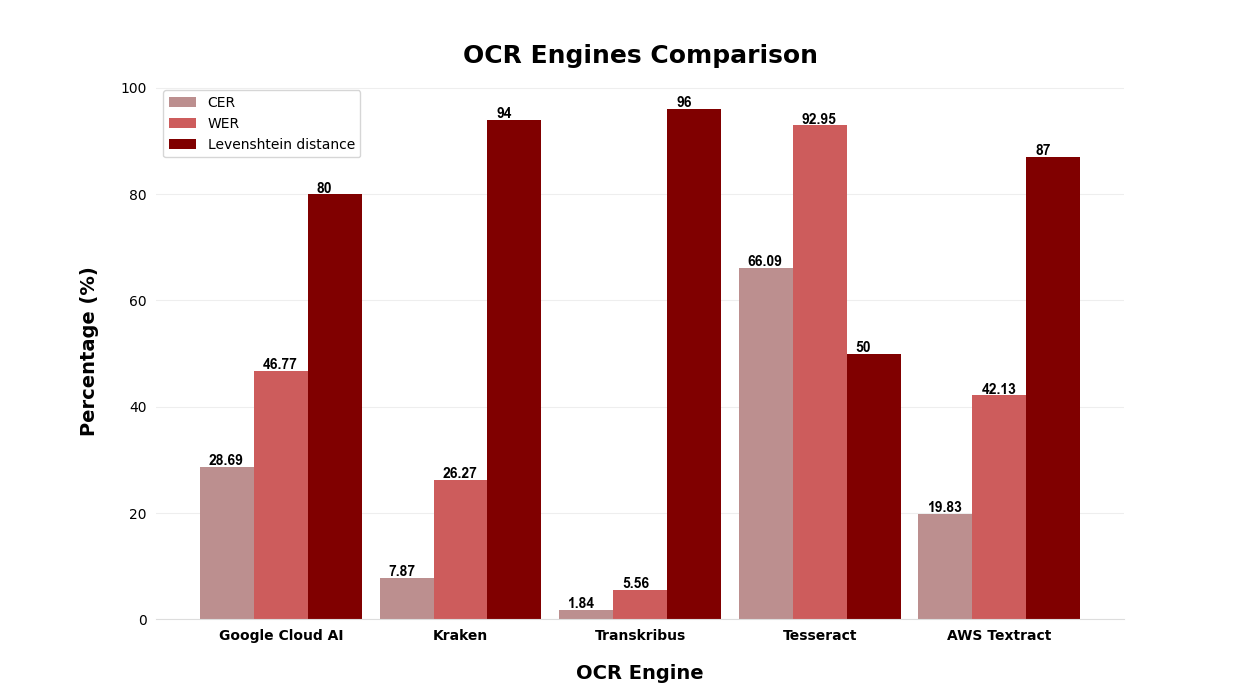 OCR Engines Comparison
100
80
60
40
20
0
Percentage (%)
CER
WER
Levenshtein distance
28.69
46.77
80
7.87
26.27
94
1.84
5.56
96
66.09
92.95
50
19.83
42.13
87
Google Cloud AI
Kraken
Transkribus
Tesseract
AWS Textract
OCR Engine